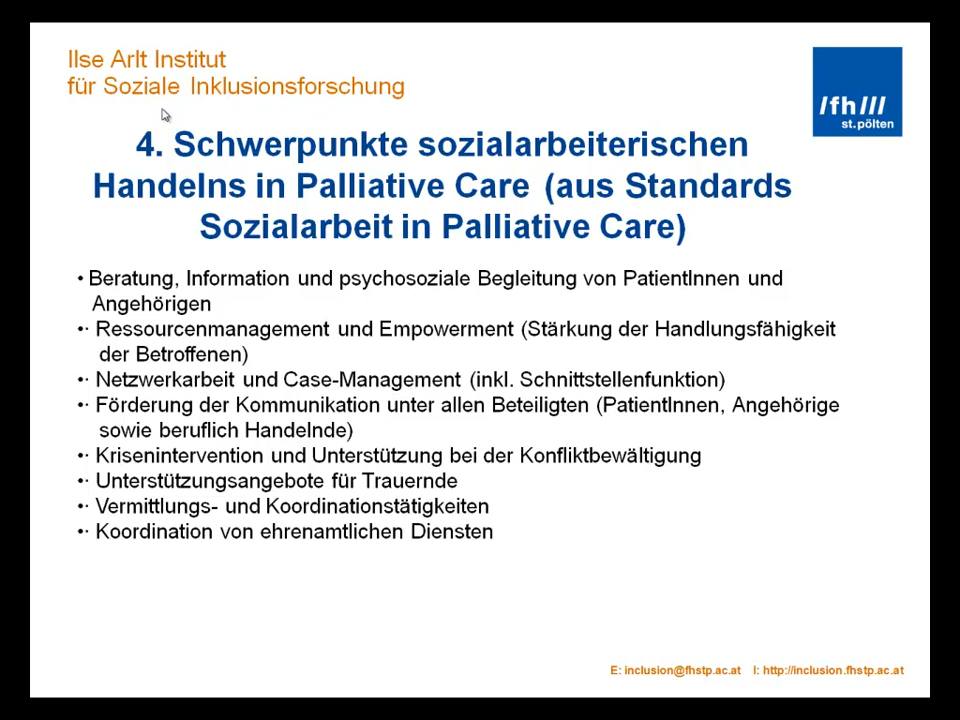 Ilse Arlt Institut
für Soziale Inklusionsforschung
/fh///
st.pölten
4. Schwerpunkte sozialarbeiterischen
Handelns in Palliative Care (aus Standards
Sozialarbeit in Palliative Care)
• Beratung, Information und psychosoziale Begleitung von PatientInnen und
Angehörigen
•· Ressourcenmanagement und Empowerment (Stärkung der Handlungsfähigkeit
der Betroffenen)
•· Netzwerkarbeit und Case-Management (inkl. Schnittstellenfunktion)
•· Förderung der Kommunikation unter allen Beteiligten (PatientInnen, Angehörige
sowie beruflich Handelnde)
•· Krisenintervention und Unterstützung bei der Konfliktbewältigung
•· Unterstützungsangebote für Trauernde
•· Vermittlungs- und Koordinationstätigkeiten
•· Koordination von ehrenamtlichen Diensten
E: inclusion@fhstp.ac.at I: http://inclusion.fhstp.ac.at